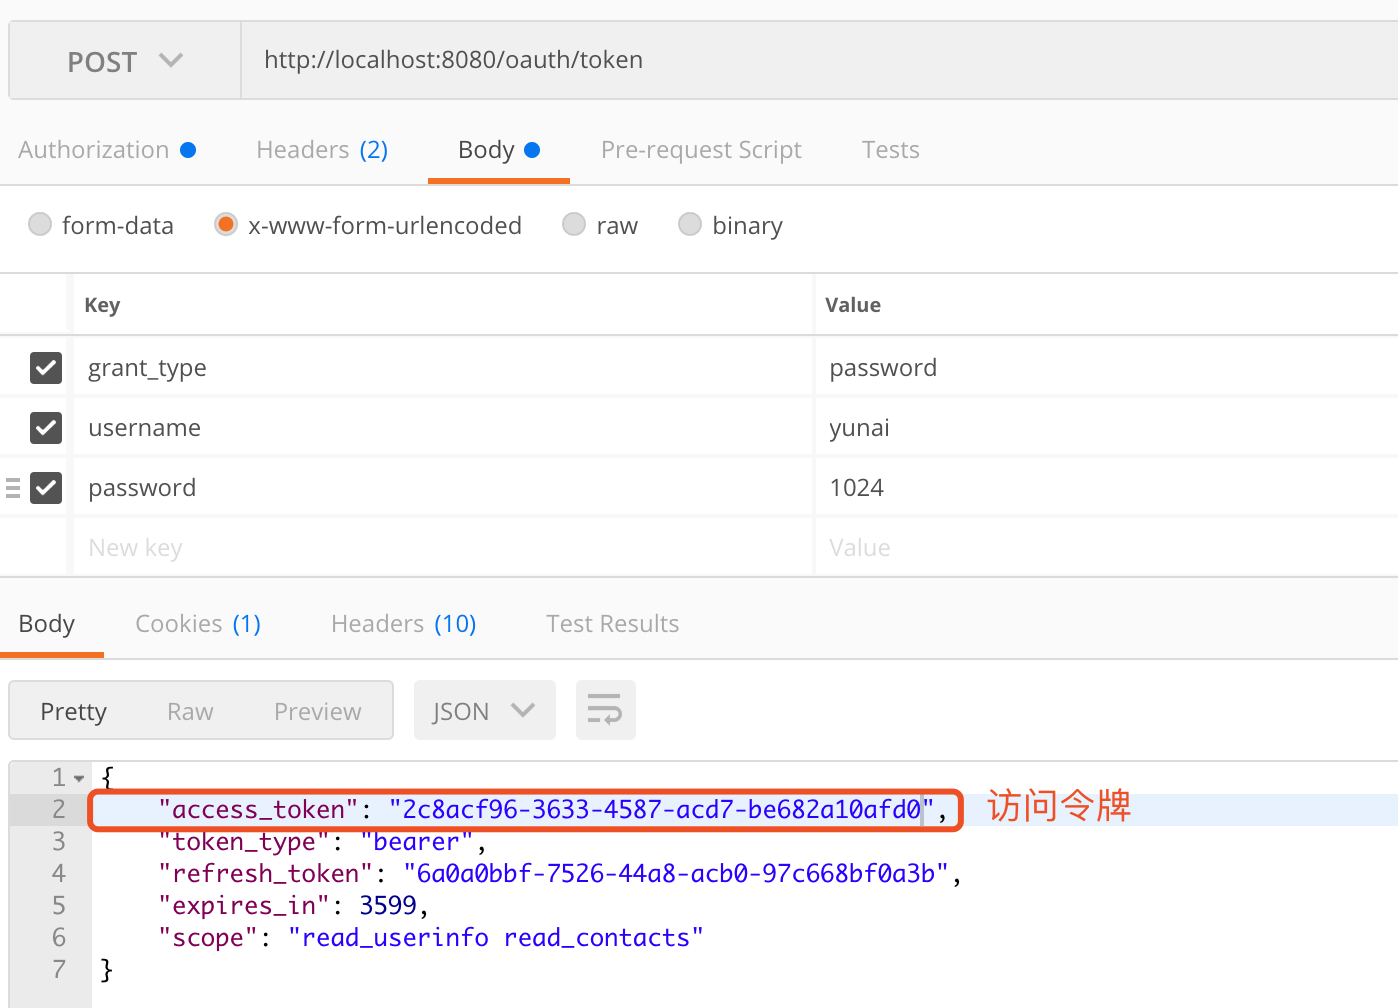 POST http://localhost:8080/oauth/token
Authorization Headers (2) Body Pre-request Script Tests
form-data x-www-form-urlencoded raw binary
Key Value
grant_type password
username yunai
password 1024
New key Value
Body Cookies (1) Headers (10) Test Results
Pretty Raw Preview JSON
1 {
2 "access_token": "2c8acf96-3633-4587-acd7-be682a10afd0", 访问令牌
3 "token_type": "bearer",
4 "refresh_token": "6a0a0bbf-7526-44a8-acb0-97c668bf0a3b",
5 "expires_in": 3599,
6 "scope": "read_userinfo read_contacts"
7 }